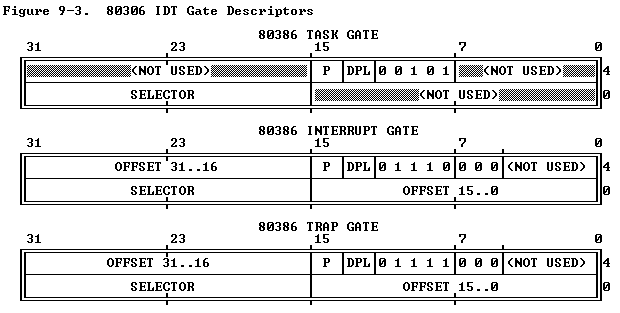 Figure 9-3. 80306 IDT Gate Descriptors
80386 TASK GATE
31 23 15 7 0
(NOT USED) P DPL 0 0 1 0 1 (NOT USED) 4
SELECTOR (NOT USED) 0
80386 INTERRUPT GATE
31 23 15 7 0
OFFSET 31..16 P DPL 0 1 1 1 0 0 0 0 (NOT USED) 4
SELECTOR OFFSET 15..0 0
80386 TRAP GATE
31 23 15 7 0
OFFSET 31..16 P DPL 0 1 1 1 1 0 0 0 (NOT USED) 4
SELECTOR OFFSET 15..0 0